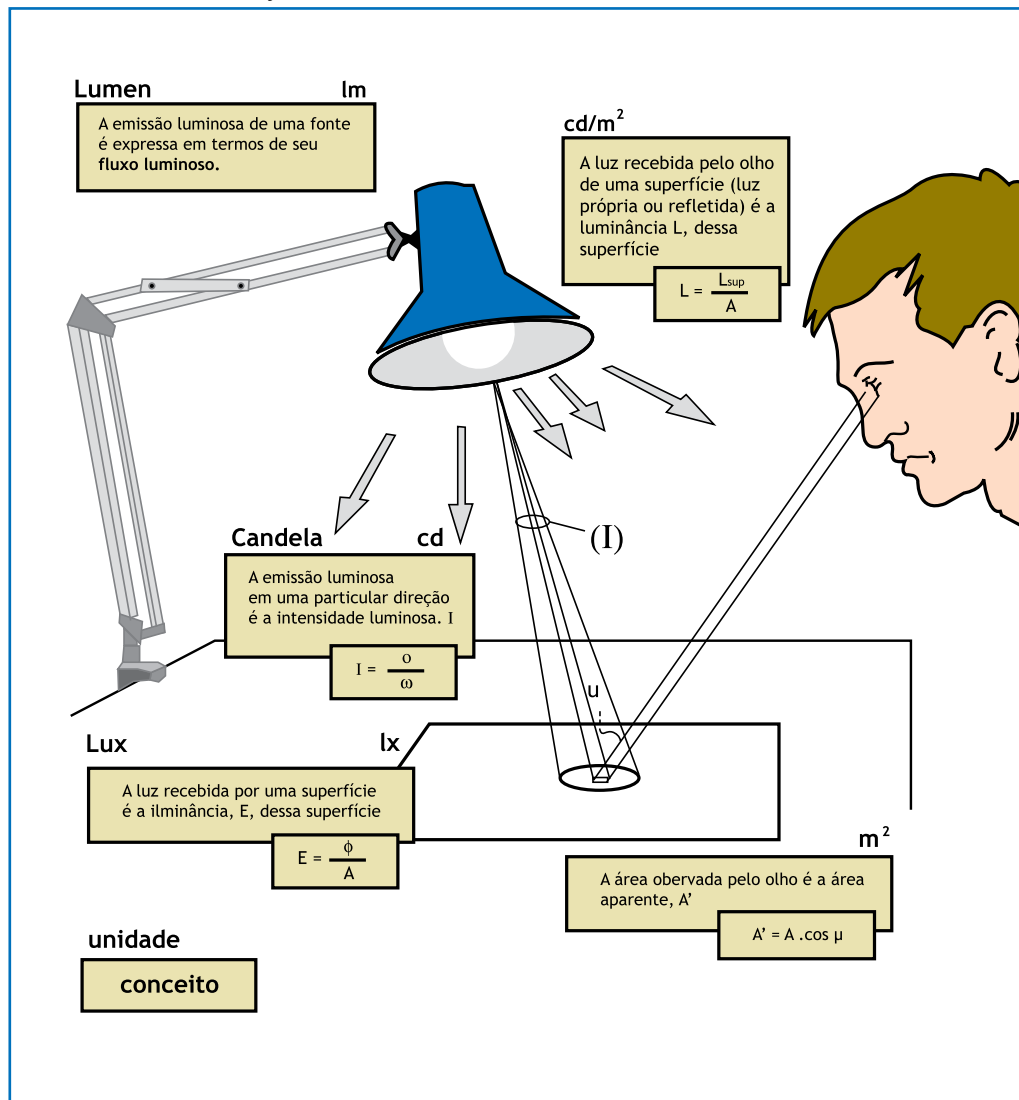 Lumen lm
A emissão luminosa de uma fonte
é expressa em termos de seu
fluxo luminoso.
cd/m²
A luz recebida pelo olho
de uma superfície (luz
própria ou refletida) é a
luminância L, dessa
superfície
L = Lsup / A
(I)
Candela cd
A emissão luminosa
em uma particular direção
é a intensidade luminosa. I
I = o / ω
u
Lux lx
A luz recebida por uma superfície
é a ilminância, E, dessa superfície
E = ϕ / A
m²
A área obervada pelo olho é a área
aparente, A’
A’ = A .cos µ
unidade
conceito